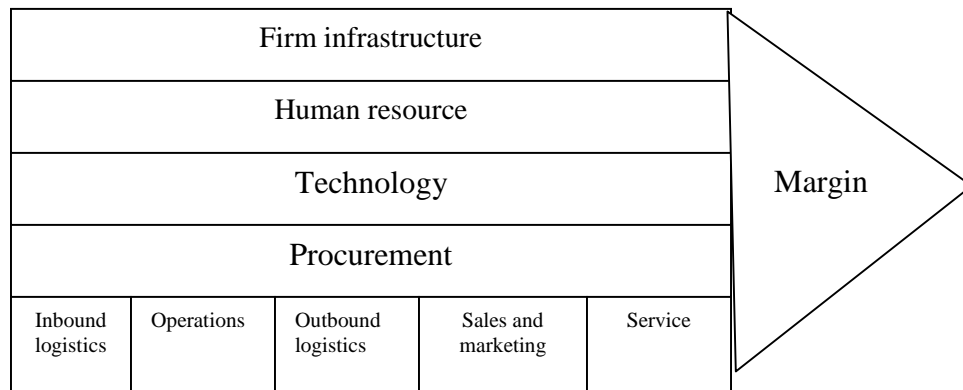 Firm infrastructure
Human resource
Technology
Margin
Procurement
Inbound
logistics
Operations
Outbound
logistics
Sales and
marketing
Service